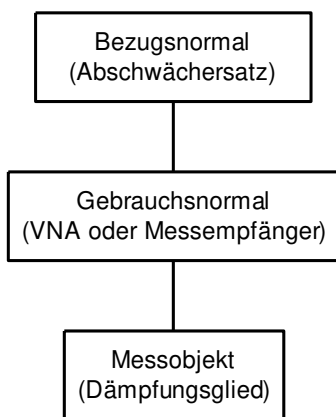 Bezugsnormal
(Abschwächersatz)
Gebrauchsnormal
(VNA oder Messempfänger)
Messobjekt
(Dämpfungsglied)